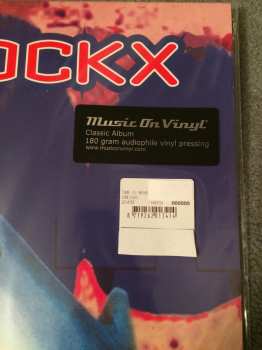 OCKX
Music On Vinyl
Classic Album
180 gram audiophile vinyl pressing
www.musiconvinyl.com